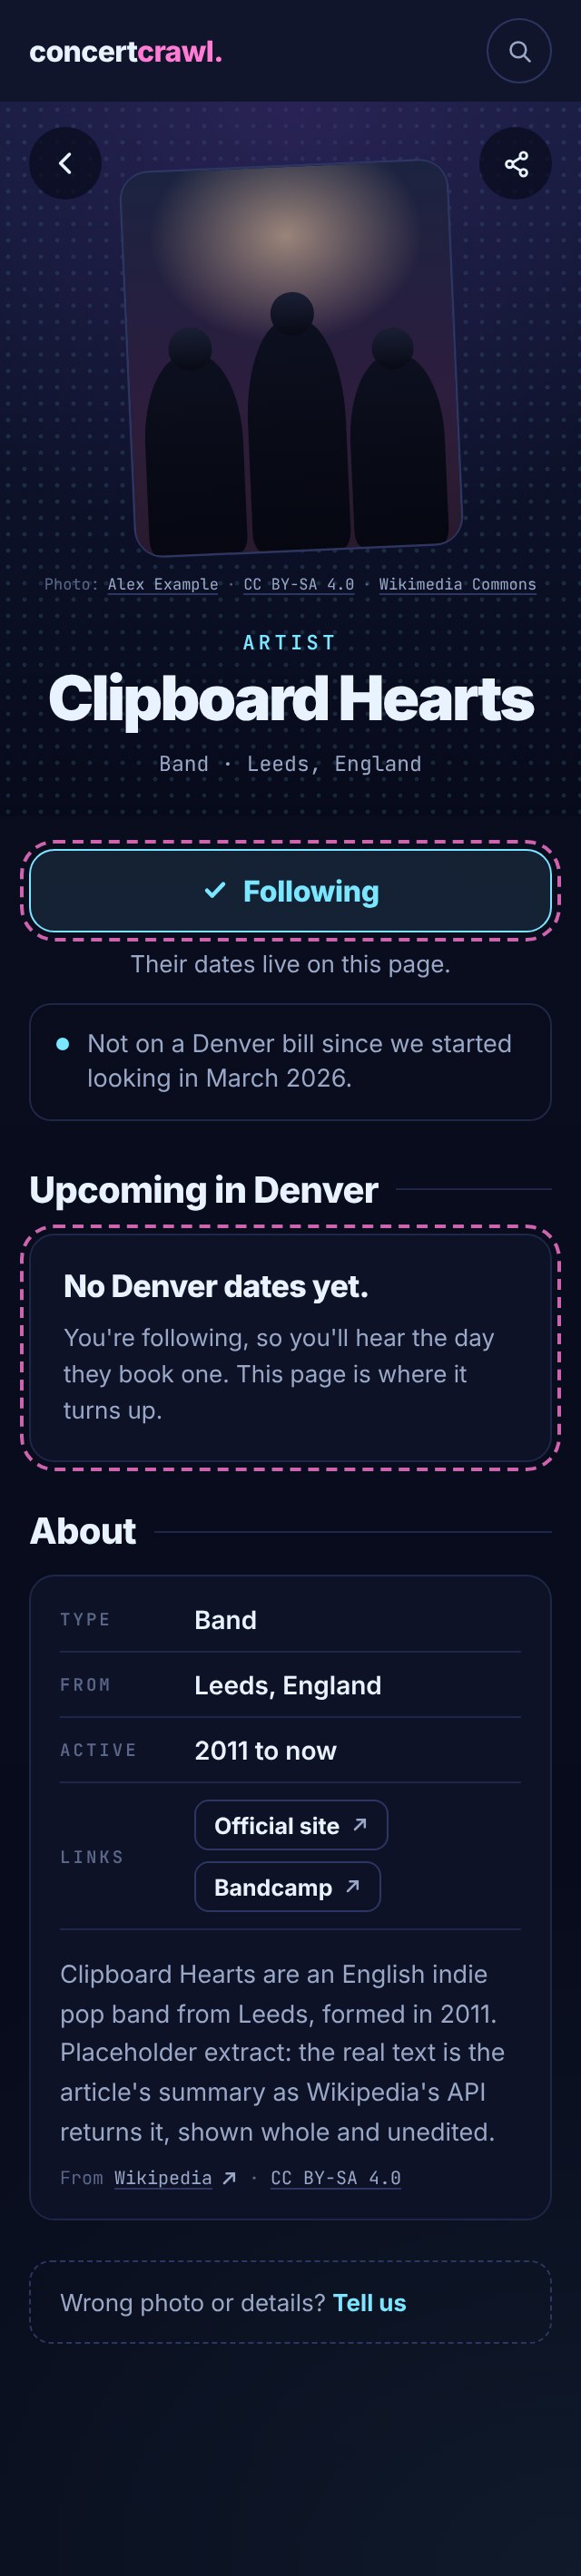 concertcrawl.
Photo: Alex Example · CC BY-SA 4.0 · Wikimedia Commons
ARTIST
Clipboard Hearts
Band · Leeds, England
Following
Their dates live on this page.
Not on a Denver bill since we started
looking in March 2026.
Upcoming in Denver
No Denver dates yet.
You're following, so you'll hear the day
they book one. This page is where it
turns up.
About
TYPE Band
FROM Leeds, England
ACTIVE 2011 to now
LINKS Official site
Bandcamp
Clipboard Hearts are an English indie
pop band from Leeds, formed in 2011.
Placeholder extract: the real text is the
article's summary as Wikipedia's API
returns it, shown whole and unedited.
From Wikipedia · CC BY-SA 4.0
Wrong photo or details? Tell us